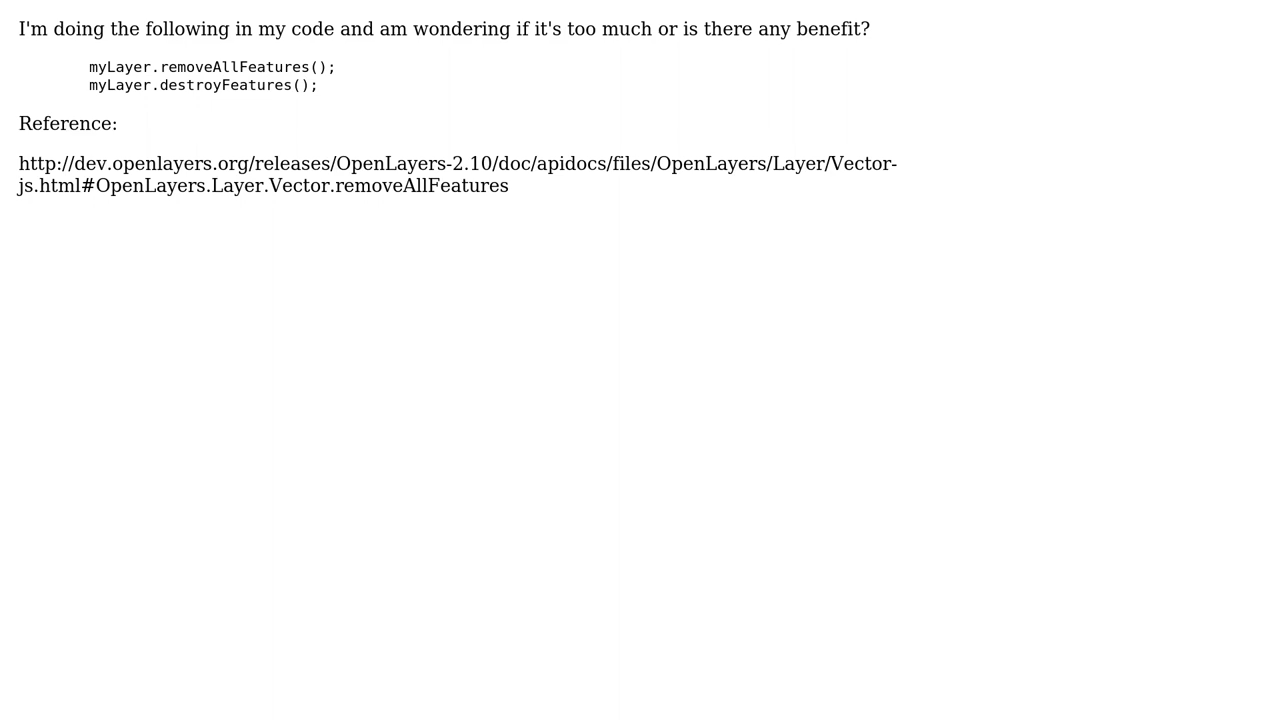 I'm doing the following in my code and am wondering if it's too much or is there any benefit?
myLayer.removeAllFeatures();
myLayer.destroyFeatures();
Reference:
http://dev.openlayers.org/releases/OpenLayers-2.10/doc/apidocs/files/OpenLayers/Layer/Vector-
js.html#OpenLayers.Layer.Vector.removeAllFeatures